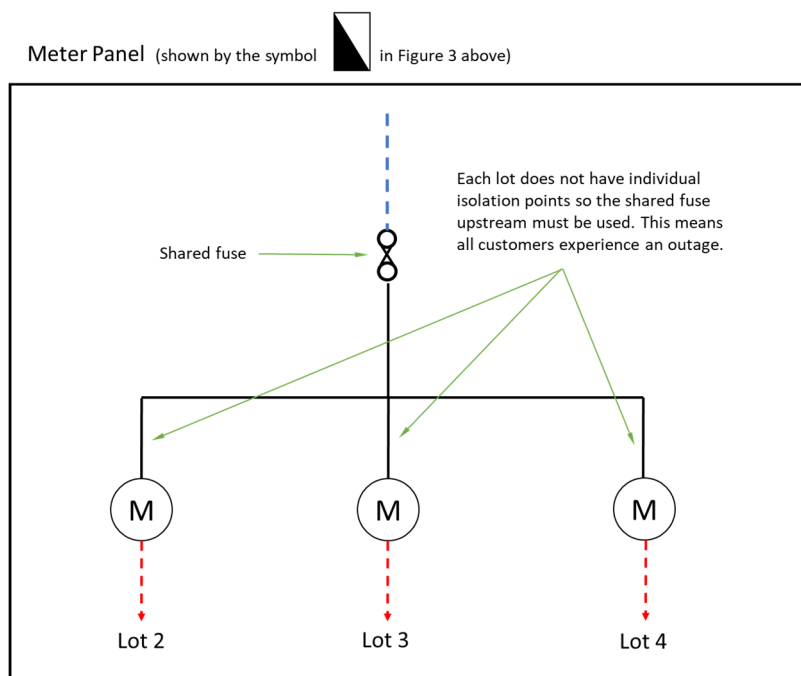 Meter Panel (shown by the symbol in Figure 3 above)
Each lot does not have individual
isolation points so the shared fuse
upstream must be used. This means
all customers experience an outage.
Shared fuse
M M M
Lot 2 Lot 3 Lot 4